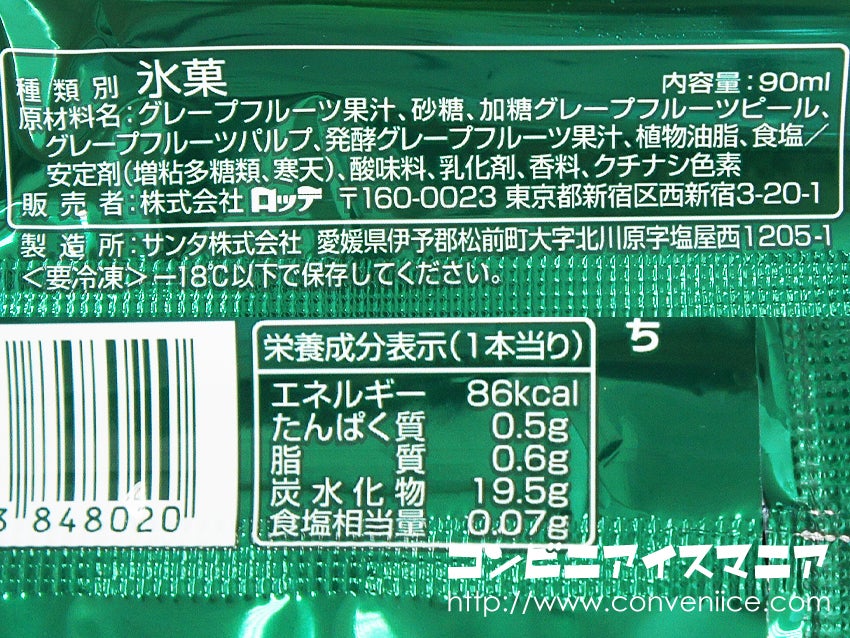 種類別 氷菓 内容量：90ml
原材料名：グレープフルーツ果汁、砂糖、加糖グレープフルーツピール、
グレープフルーツパルプ、発酵グレープフルーツ果汁、植物油脂、食塩／
安定剤(増粘多糖類、寒天)、酸味料、乳化剤、香料、クチナシ色素
販売者：株式会社 ロッテ 〒160-0023 東京都新宿区西新宿3-20-1
製造所：サンタ株式会社 愛媛県伊予郡松前町大字北川原字塩屋西1205-1
＜要冷凍＞－18℃以下で保存してください。
ち
栄養成分表示(1本当り)
エネルギー 86kcal
たんぱく質 0.5g
脂質 0.6g
炭水化物 19.5g
食塩相当量 0.07g
848020
コンビニアイスマニア
http://www.conveniice.com/